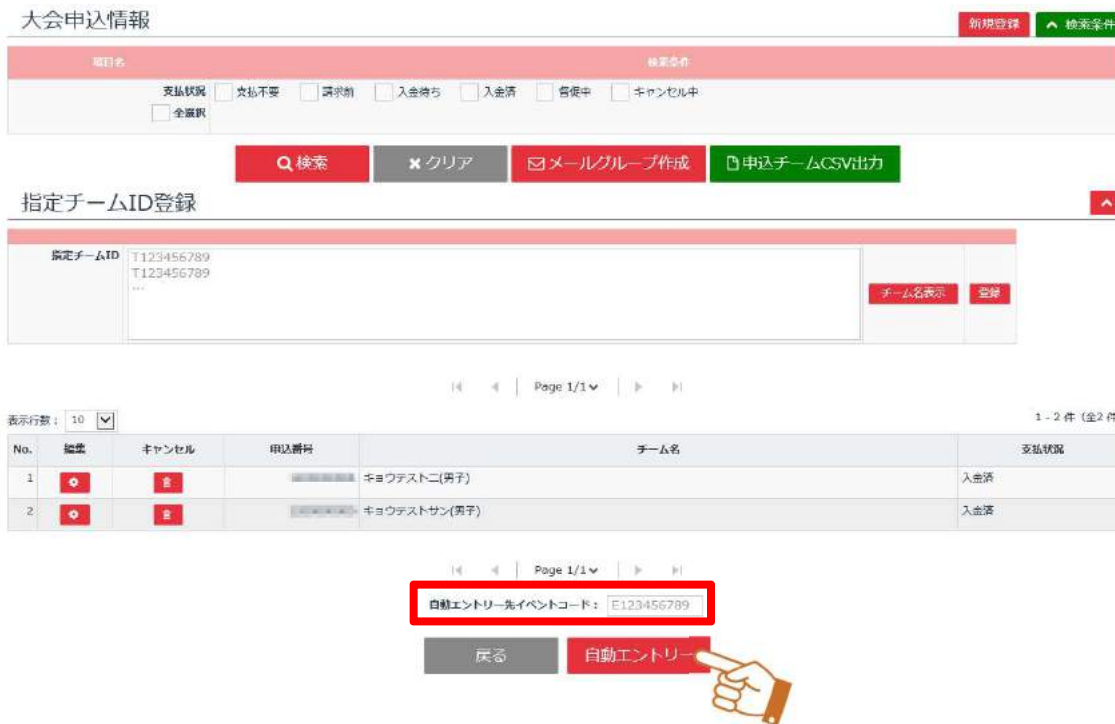 大会申込情報
新規登録 検索条件
項目名 検索条件
支払状況 支払不要 請求前 入金待ち 入金済 督促中 キャンセル中
全選択
検索 クリア メールグループ作成 申込チームCSV出力
指定チームID登録
指定チームID T123456789
T123456789
...
チーム名表示 登録
Page 1/1
表示行数： 10 1 - 2 件 (全2 件
No. 編集 キャンセル 申込番号 チーム名 支払状況
1 キョウテストニ(男子) 入金済
2 キョウテストサン(男子) 入金済
Page 1/1
自動エントリー先イベントコード： E123456789
戻る 自動エントリー